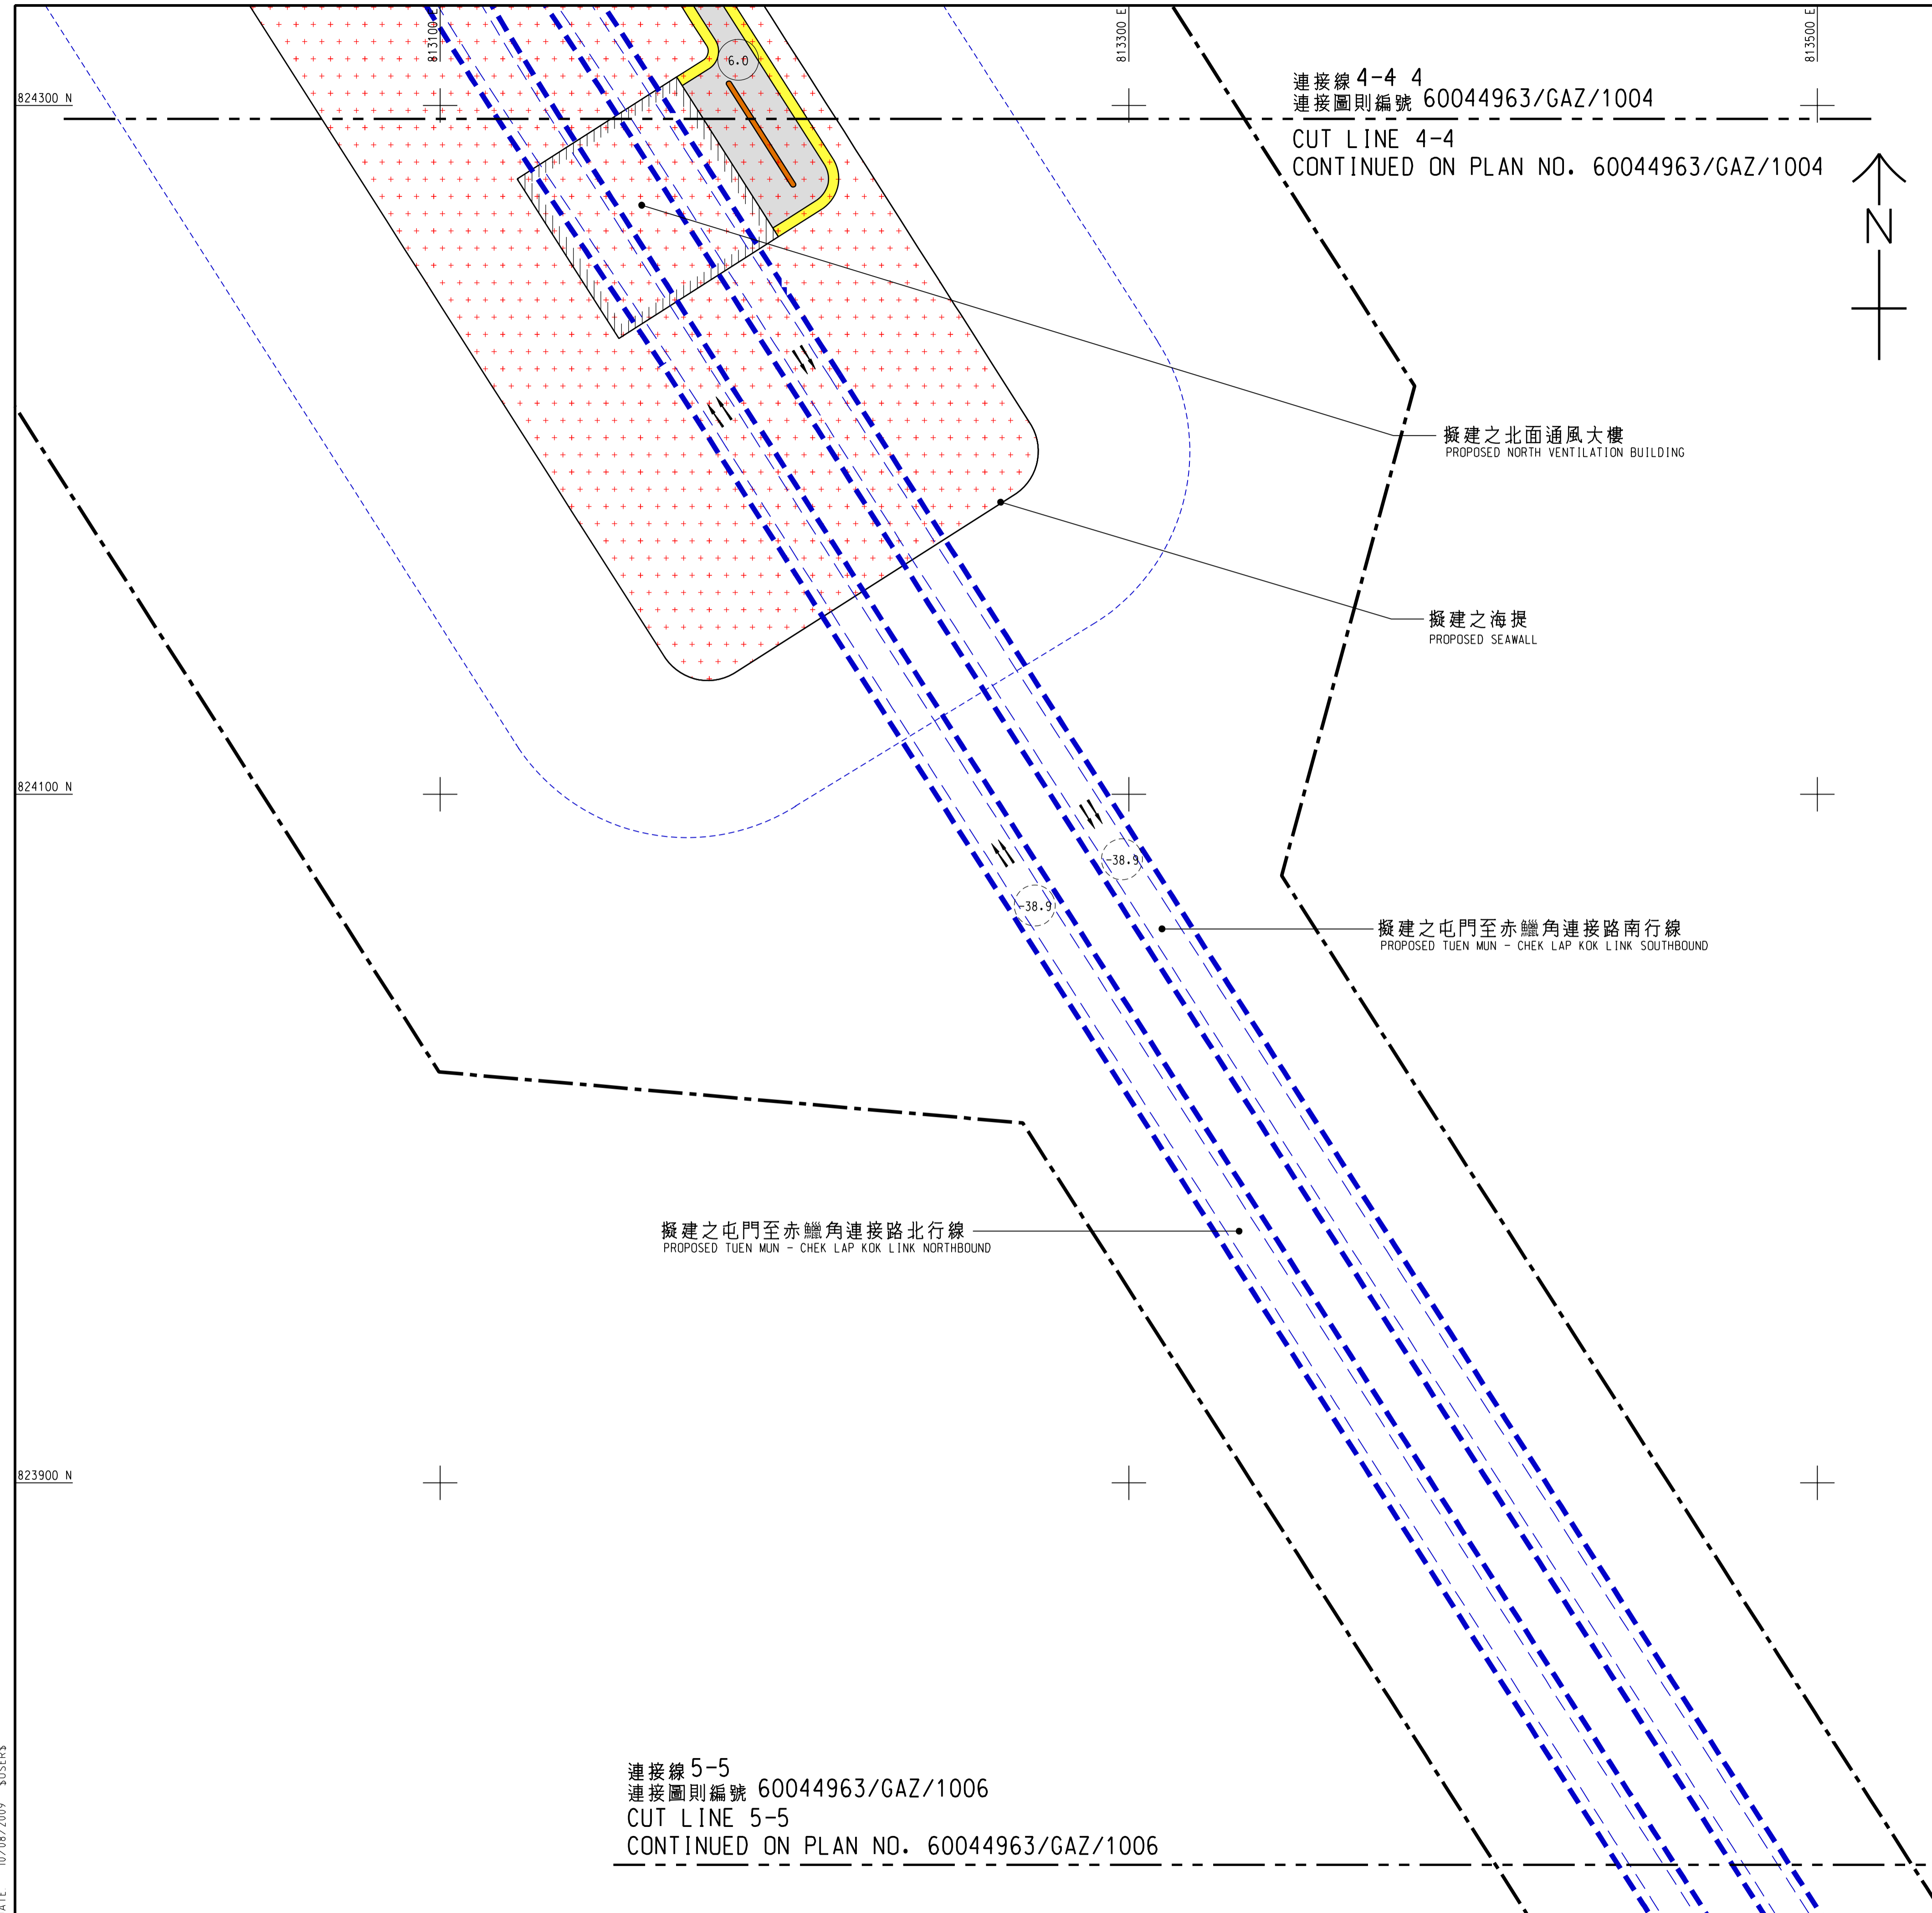 813100 E
813300 E
813500 E
6.0
連接線 4-4 4
連接圖則編號 60044963/GAZ/1004
824300 N
CUT LINE 4-4
CONTINUED ON PLAN NO. 60044963/GAZ/1004
N
擬建之北面通風大樓
PROPOSED NORTH VENTILATION BUILDING
擬建之海提
PROPOSED SEAWALL
824100 N
-38.9
-38.9
擬建之屯門至赤鱲角連接路南行線
PROPOSED TUEN MUN - CHEK LAP KOK LINK SOUTHBOUND
擬建之屯門至赤鱲角連接路北行線
PROPOSED TUEN MUN - CHEK LAP KOK LINK NORTHBOUND
823900 N
連接線 5-5
連接圖則編號 60044963/GAZ/1006
CUT LINE 5-5
CONTINUED ON PLAN NO. 60044963/GAZ/1006
10/08/2009